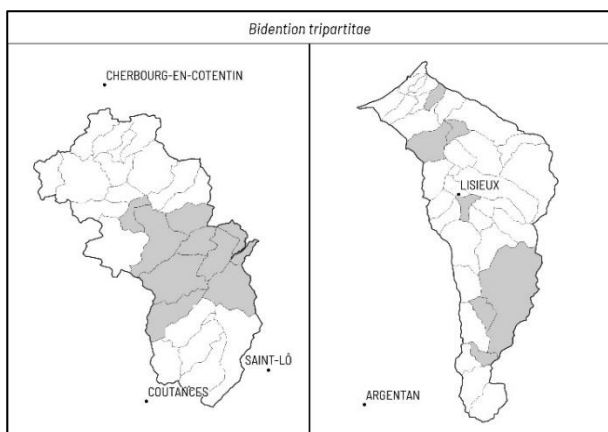 Bidention tripartitae
CHERBOURG-EN-COTENTIN
LISIEUX
SAINT-LÔ
COUTANCES
ARGENTAN